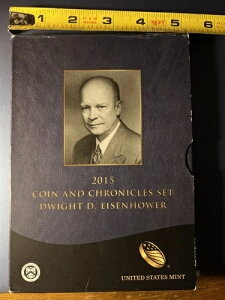 1 2 3 4 5 6
2015
COIN AND CHRONICLES SET
DWIGHT D. EISENHOWER
UNITED STATES MINT